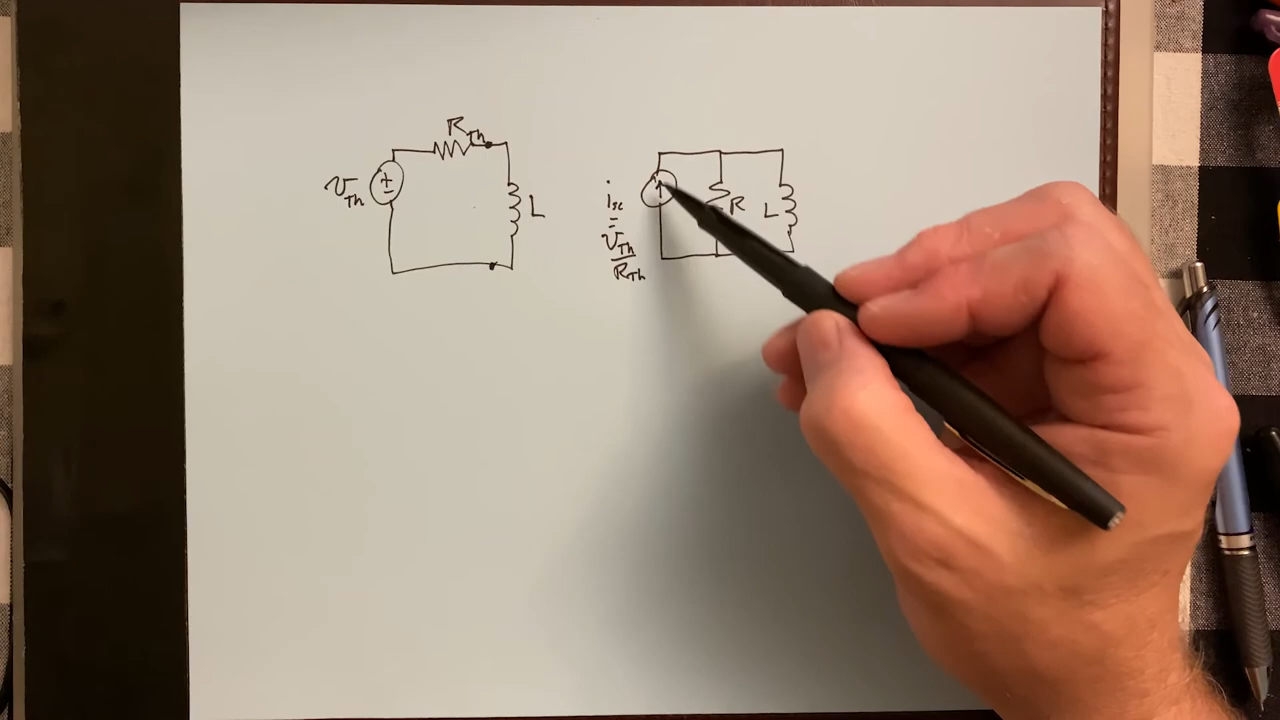 R_Th
v_Th
+
-
L
i_sc
=
v_Th
R_Th
R
L